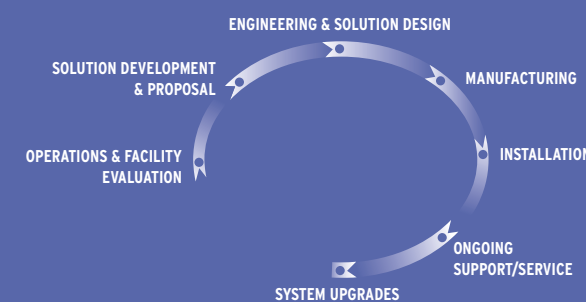 ENGINEERING & SOLUTION DESIGN
SOLUTION DEVELOPMENT
& PROPOSAL
MANUFACTURING
OPERATIONS & FACILITY
EVALUATION
INSTALLATION
ONGOING
SUPPORT/SERVICE
SYSTEM UPGRADES